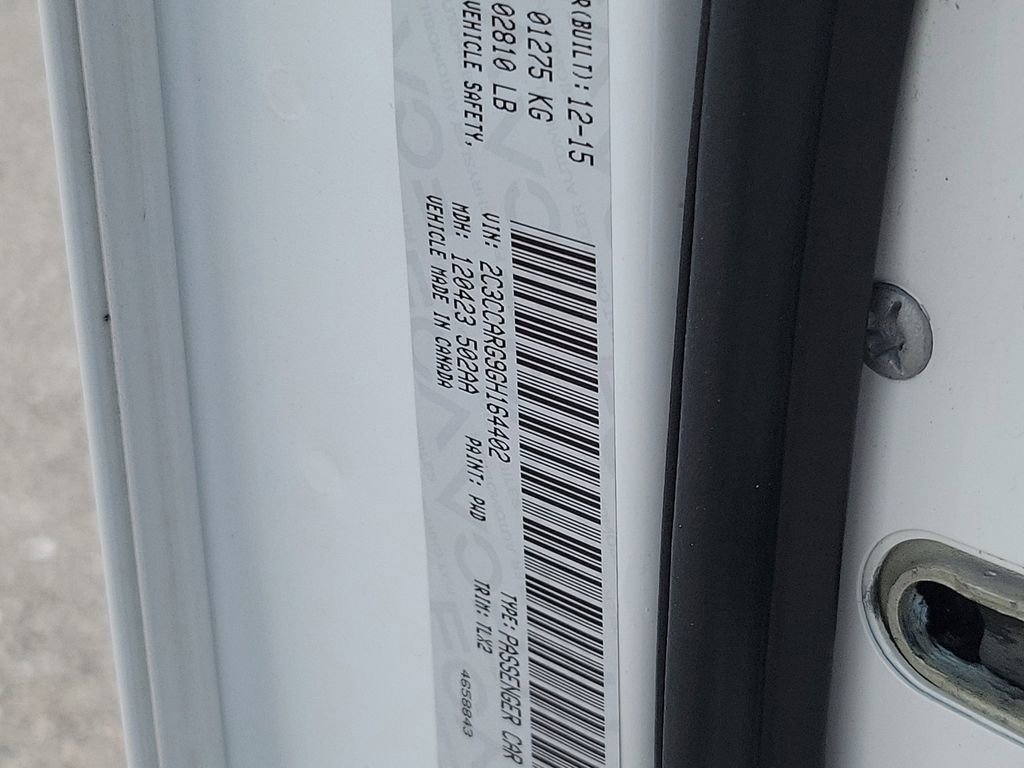 R(BUILT): 12-15
01275 KG
02810 LB
VEHICLE SAFETY,
VIN: 2C3CCARG9GH164402 TYPE: PASSENGER CAR
MDH: 120423 502AA PAINT: PWD TRIM: TLX2
VEHICLE MADE IN CANADA 4658843